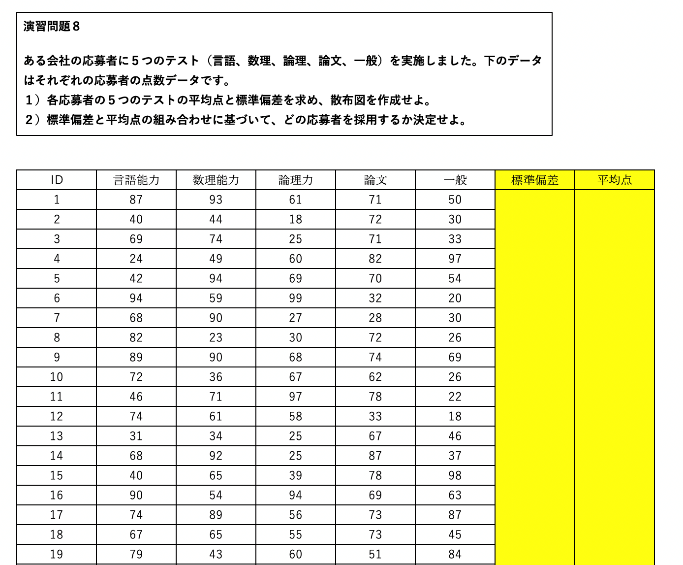 演習問題８
ある会社の応募者に５つのテスト（言語、数理、論理、論文、一般）を実施しました。下のデータ
はそれぞれの応募者の点数データです。
１）各応募者の５つのテストの平均点と標準偏差を求め、散布図を作成せよ。
２）標準偏差と平均点の組み合わせに基づいて、どの応募者を採用するか決定せよ。
ID 言語能力 数理能力 論理力 論文 一般 標準偏差 平均点
1 87 93 61 71 50
2 40 44 18 72 30
3 69 74 25 71 33
4 24 49 60 82 97
5 42 94 69 70 54
6 94 59 99 32 20
7 68 90 27 28 30
8 82 23 30 72 26
9 89 90 68 74 69
10 72 36 67 62 26
11 46 71 97 78 22
12 74 61 58 33 18
13 31 34 25 67 46
14 68 92 25 87 37
15 40 65 39 78 98
16 90 54 94 69 63
17 74 89 56 73 87
18 67 65 55 73 45
19 79 43 60 51 84